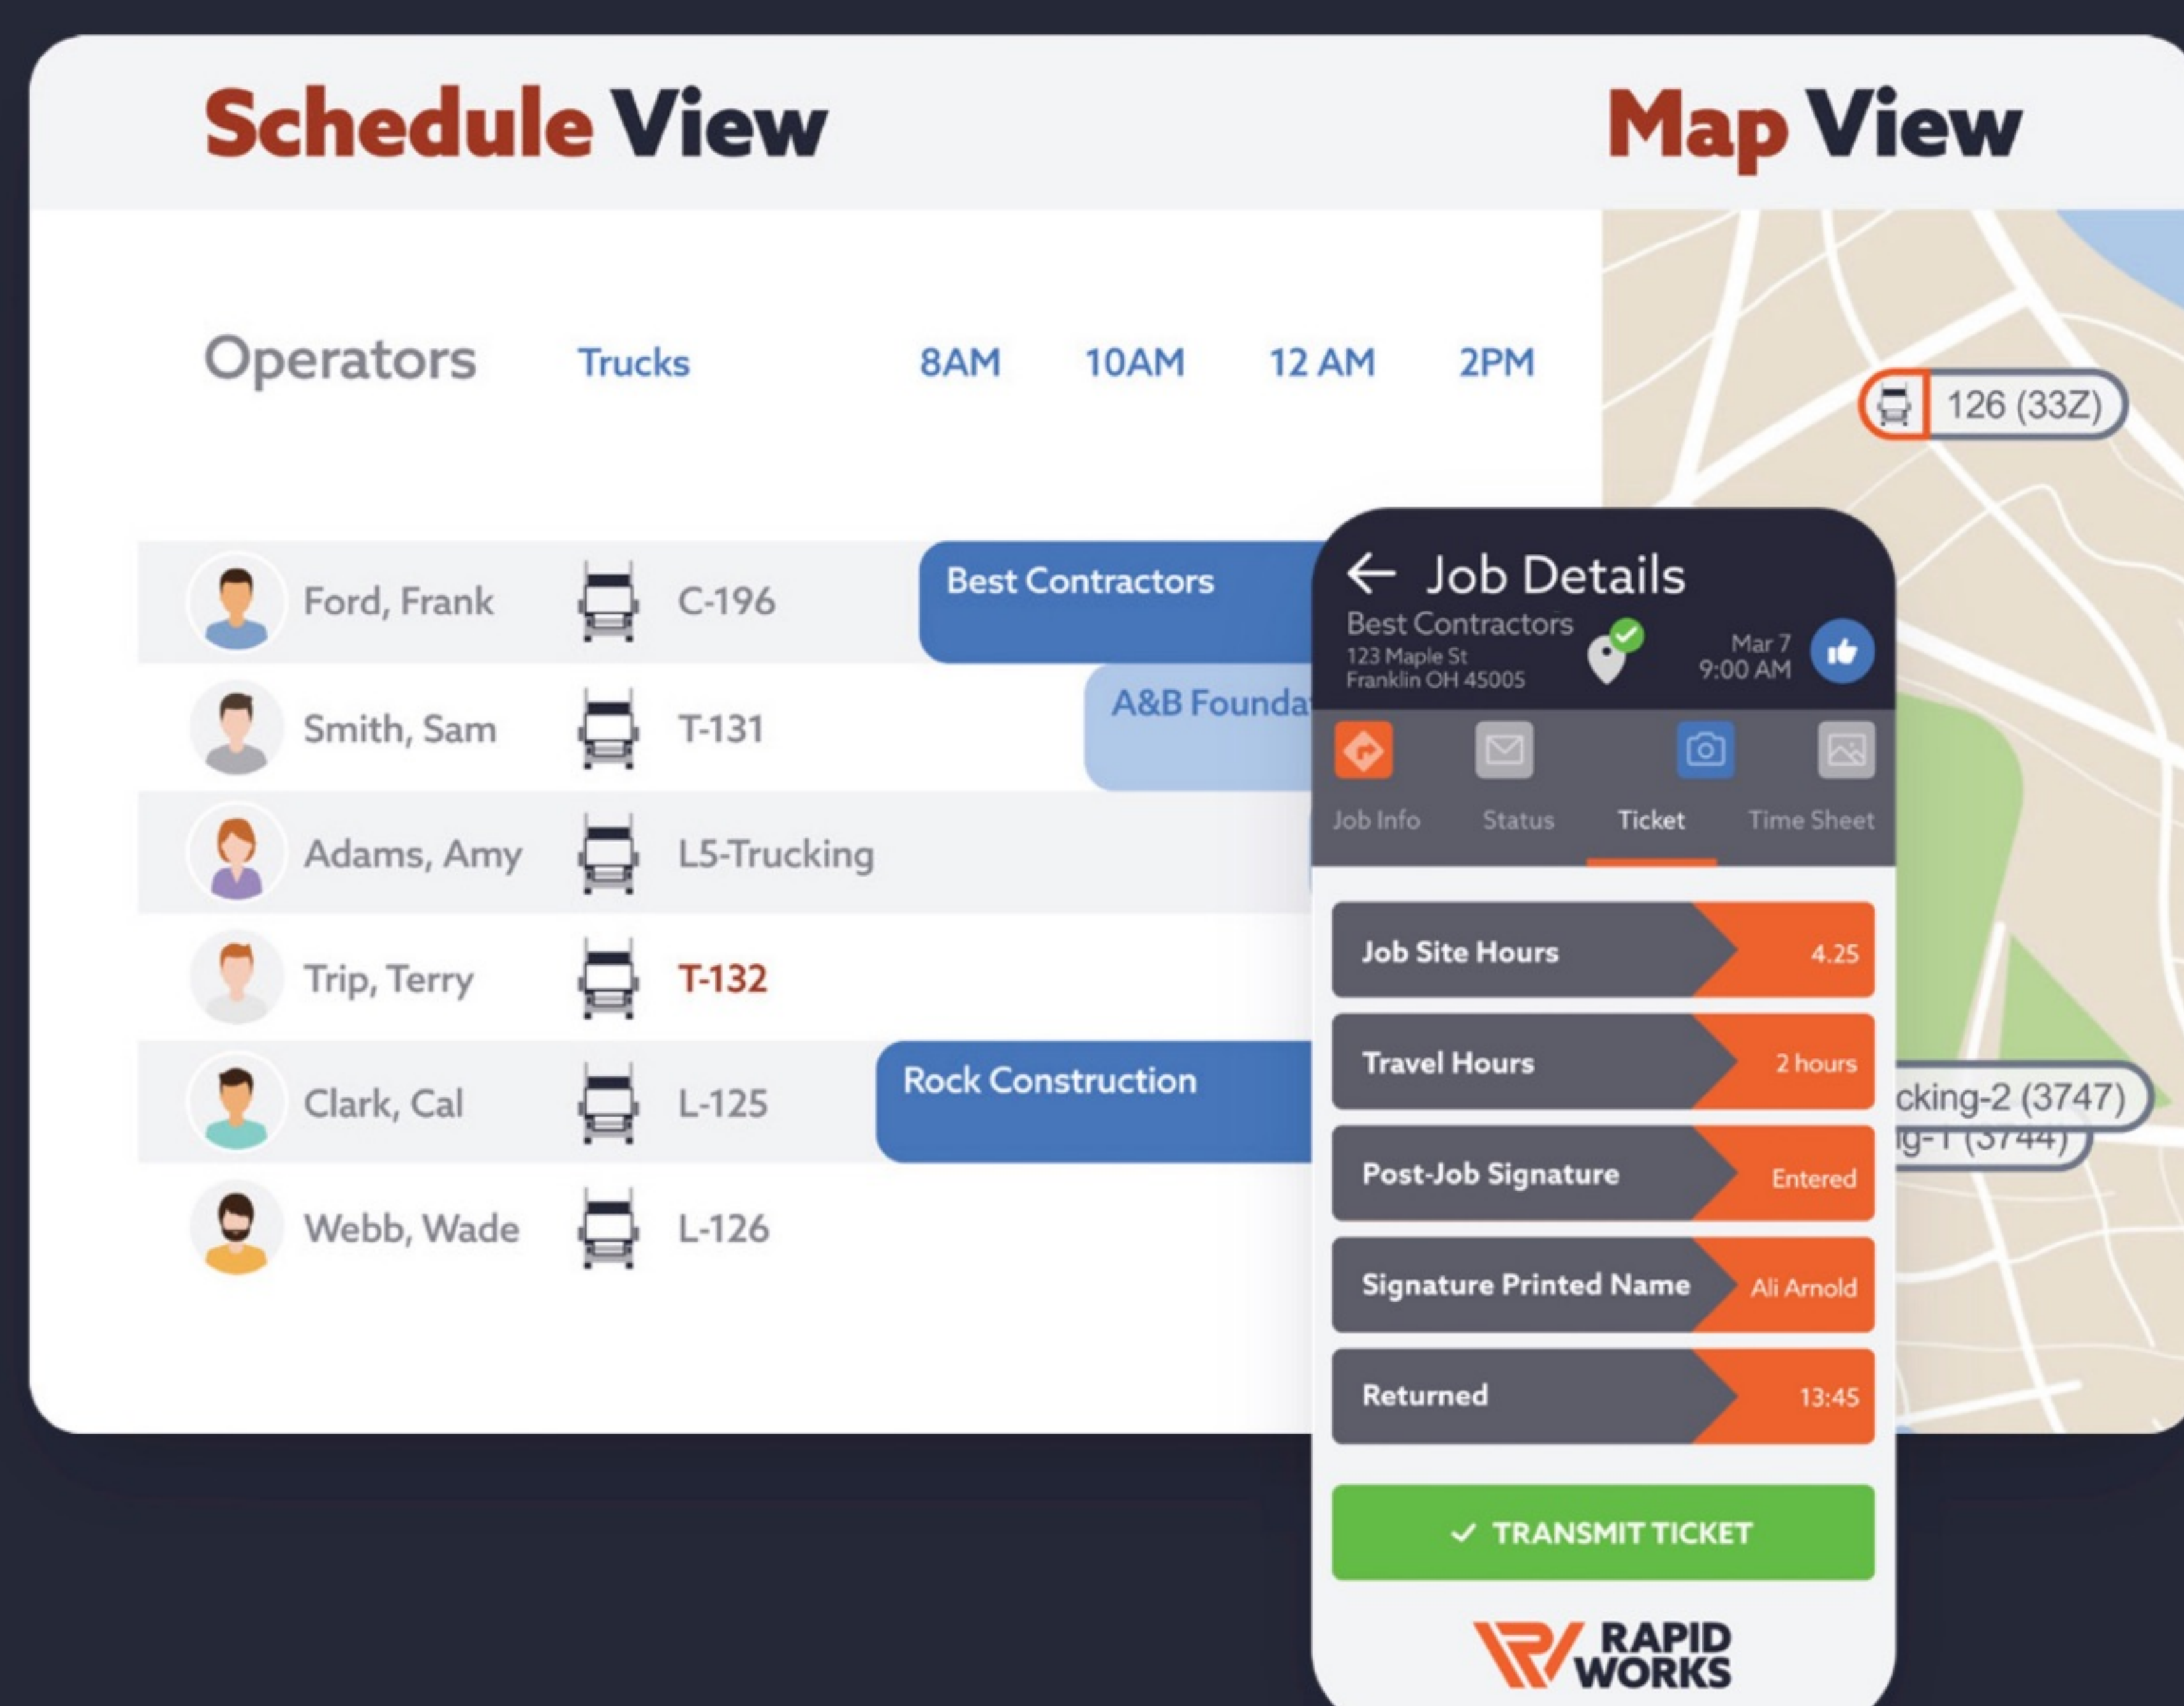 Schedule View
Map View
Operators Trucks 8AM 10AM 12 AM 2PM
126 (33Z)
Ford, Frank C-196 Best Contractors
Smith, Sam T-131 A&B
Adams, Amy L5-Trucking
Trip, Terry T-132
Clark, Cal L-125 Rock Construction
Webb, Wade L-126
Job Details
Best Contractors
123 Maple St
Franklin OH 45005
Mar 7
9:00 AM
Job Info Status Ticket Time Sheet
Job Site Hours 4.25
Travel Hours 2 hours
Post-Job Signature Entered
Signature Printed Name Ali Arnold
Returned 13:45
TRANSMIT TICKET
RAPID
WORKS
cking-2 (3747)
(3744)